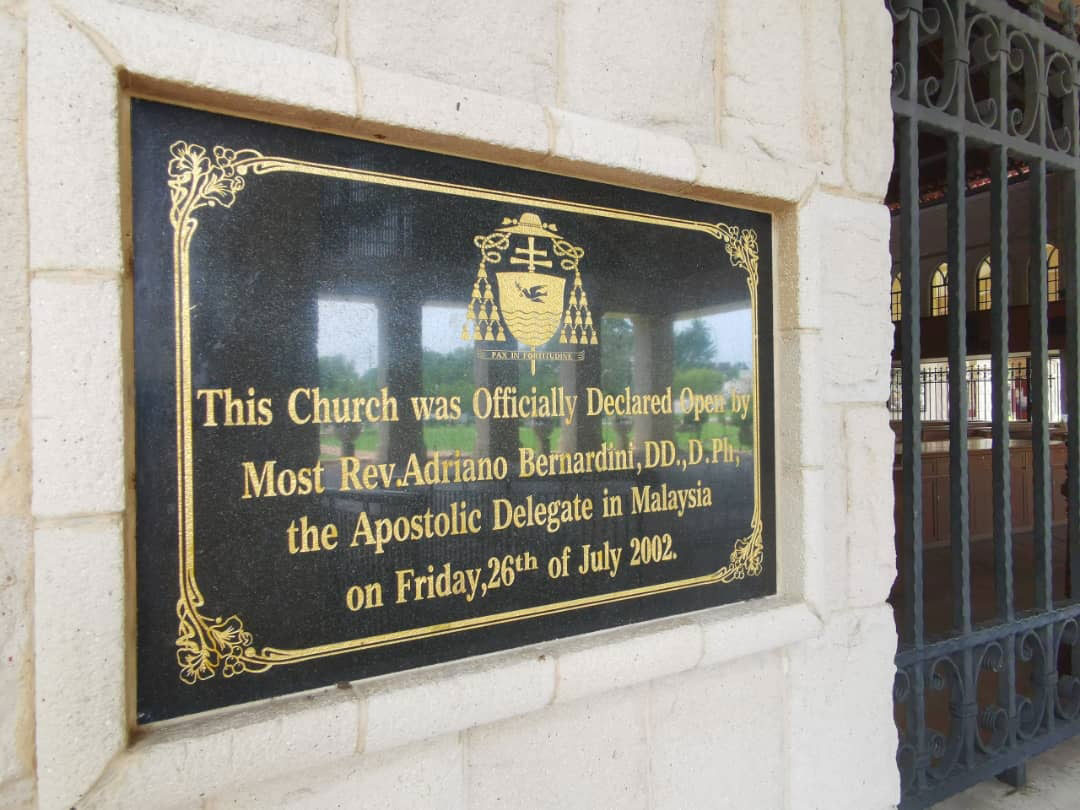 PAX IN FORTITUDINE
This Church was Officially Declared Open by
Most Rev.Adriano Bernardini,DD.,D.Ph,
the Apostolic Delegate in Malaysia
on Friday,26th of July 2002.